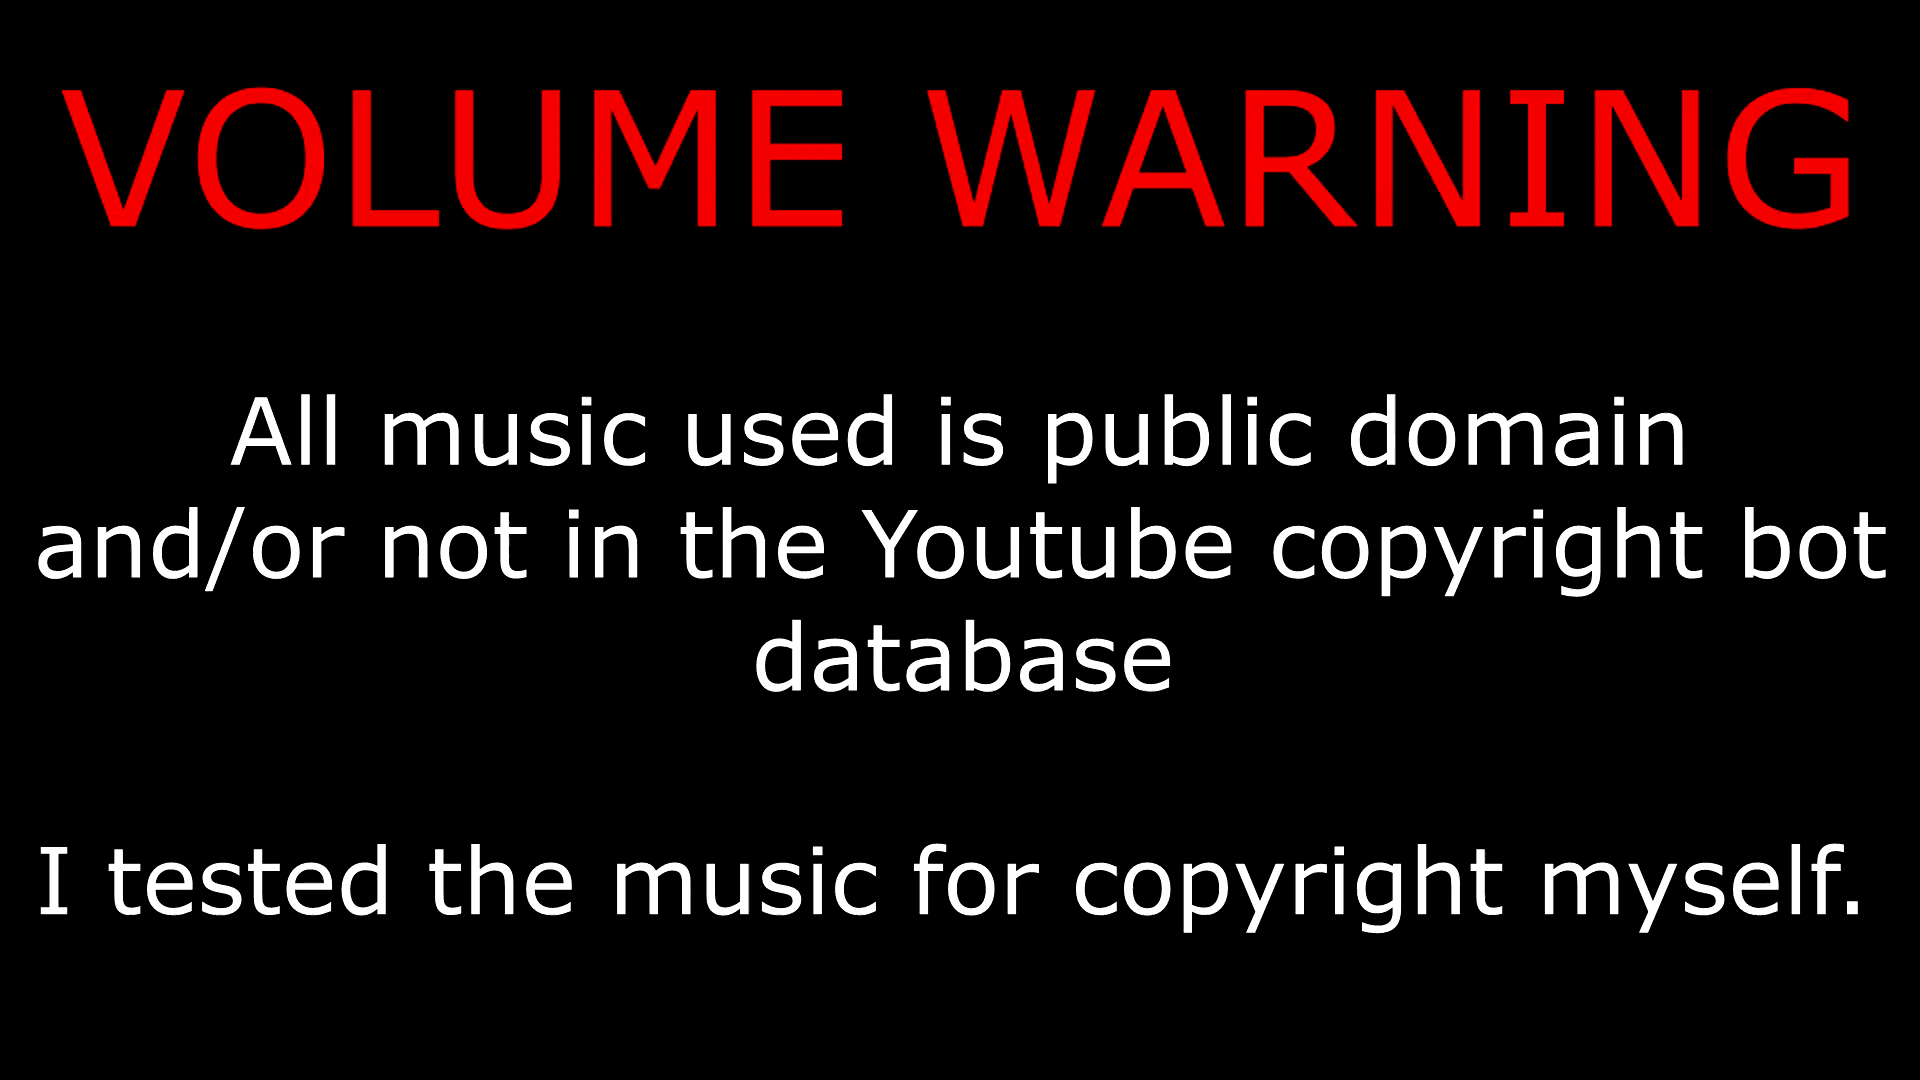 VOLUME WARNING
All music used is public domain
and/or not in the Youtube copyright bot
database
I tested the music for copyright myself.